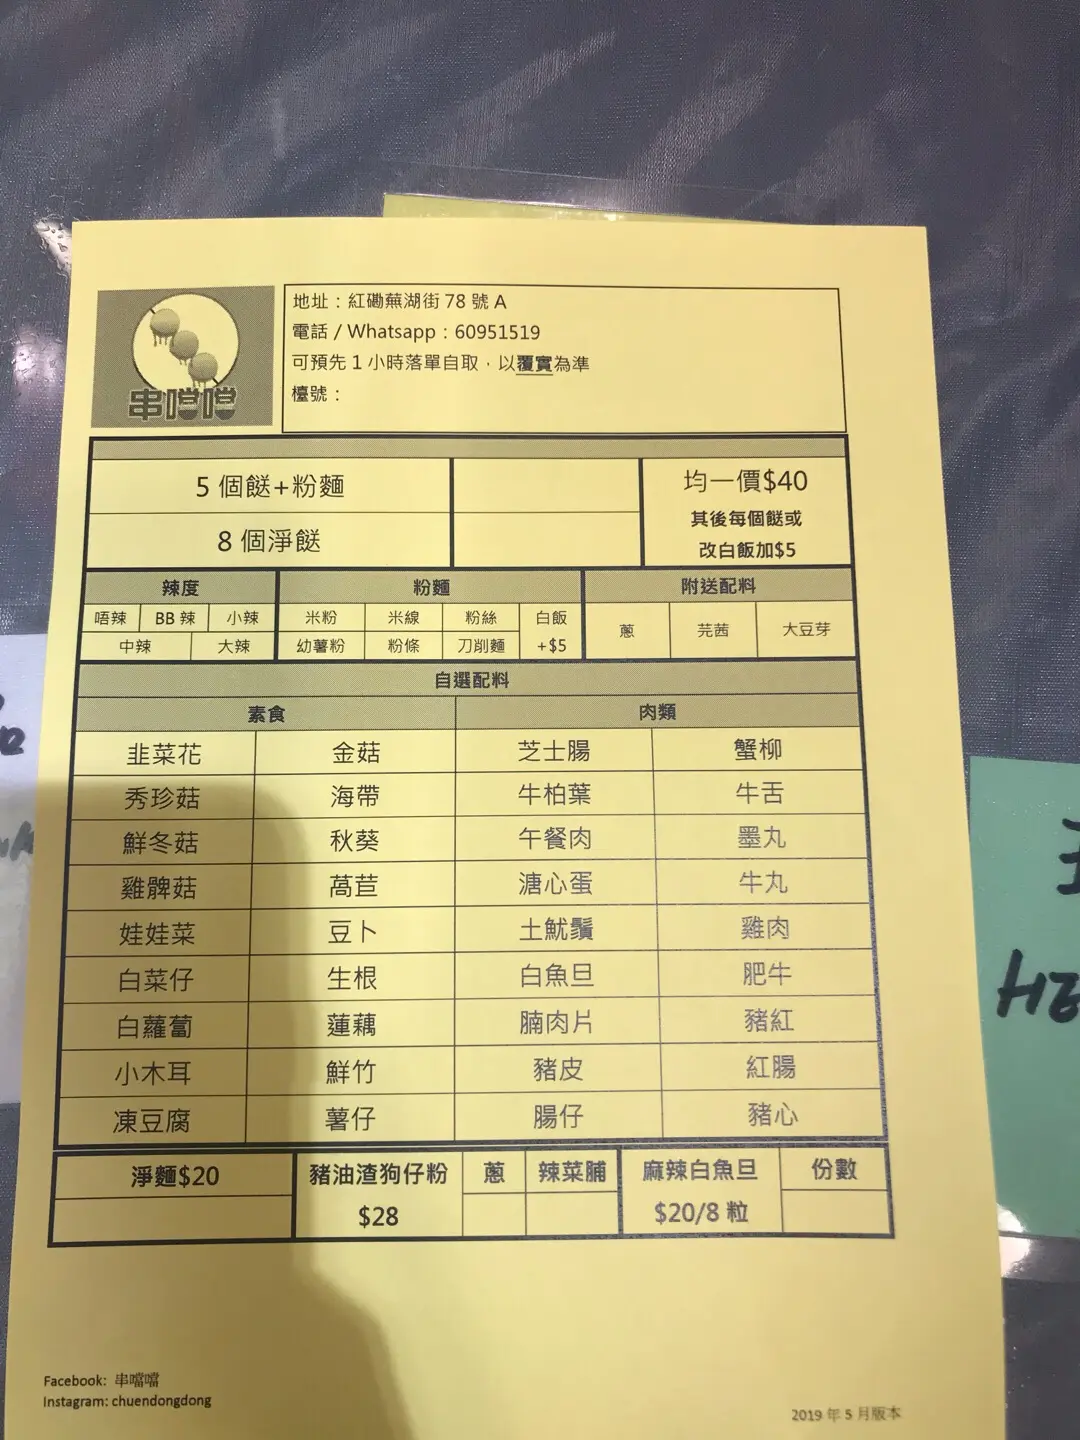 串噹噹
地址：紅磡蕪湖街 78 號 A
電話 / Whatsapp：60951519
可預先 1 小時落單自取，以覆實為準
檯號：
5 個餸+粉麵
8 個淨餸
均一價$40
其後每個餸或
改白飯加$5
辣度 粉麵 附送配料
唔辣 BB 辣 小辣 米粉 米線 粉絲 白飯 蔥 芫茜 大豆芽
中辣 大辣 幼薯粉 粉條 刀削麵 +$5
自選配料
素食 肉類
韭菜花 金菇 芝士腸 蟹柳
秀珍菇 海帶 牛柏葉 牛舌
鮮冬菇 秋葵 午餐肉 墨丸
雞髀菇 萵苣 溏心蛋 牛丸
娃娃菜 豆卜 土魷鬚 雞肉
白菜仔 生根 白魚旦 肥牛
白蘿蔔 蓮藕 腩肉片 豬紅
小木耳 鮮竹 豬皮 紅腸
凍豆腐 薯仔 腸仔 豬心
淨麵$20 豬油渣狗仔粉 蔥 辣菜脯 麻辣白魚旦 份數
$28 $20/8 粒
Facebook: 串噹噹
Instagram: chuendongdong
2019 年 5 月版本